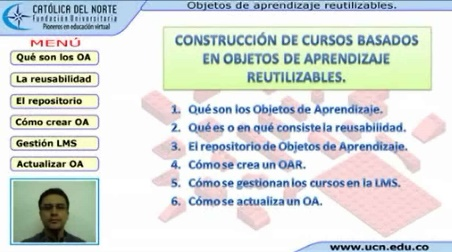 CATÓLICA DEL NORTE
Fundación Universitaria
Pioneros en educación virtual
Objetos de aprendizaje reutilizables.
MENÚ
Qué son los OA
La reusabilidad
El repositorio
Cómo crear OA
Gestión LMS
Actualizar OA
CONSTRUCCIÓN DE CURSOS BASADOS
EN OBJETOS DE APRENDIZAJE
REUTILIZABLES.
1. Qué son los Objetos de Aprendizaje.
2. Qué es o en qué consiste la reusabilidad.
3. El repositorio de Objetos de Aprendizaje.
4. Cómo se crea un OAR.
5. Cómo se gestionan los cursos en la LMS.
6. Cómo se actualiza un OA.
www.ucn.edu.co